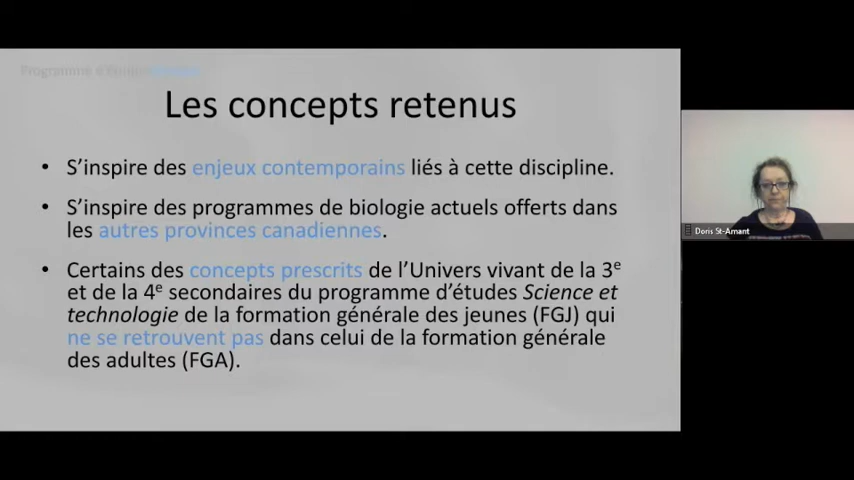 Programme d'études
Les concepts retenus
• S'inspire des enjeux contemporains liés à cette discipline.
• S'inspire des programmes de biologie actuels offerts dans
les autres provinces canadiennes.
• Certains des concepts prescrits de l'Univers vivant de la 3e
et de la 4e secondaires du programme d'études Science et
technologie de la formation générale des jeunes (FGJ) qui
ne se retrouvent pas dans celui de la formation générale
des adultes (FGA).
Doris St-Amant